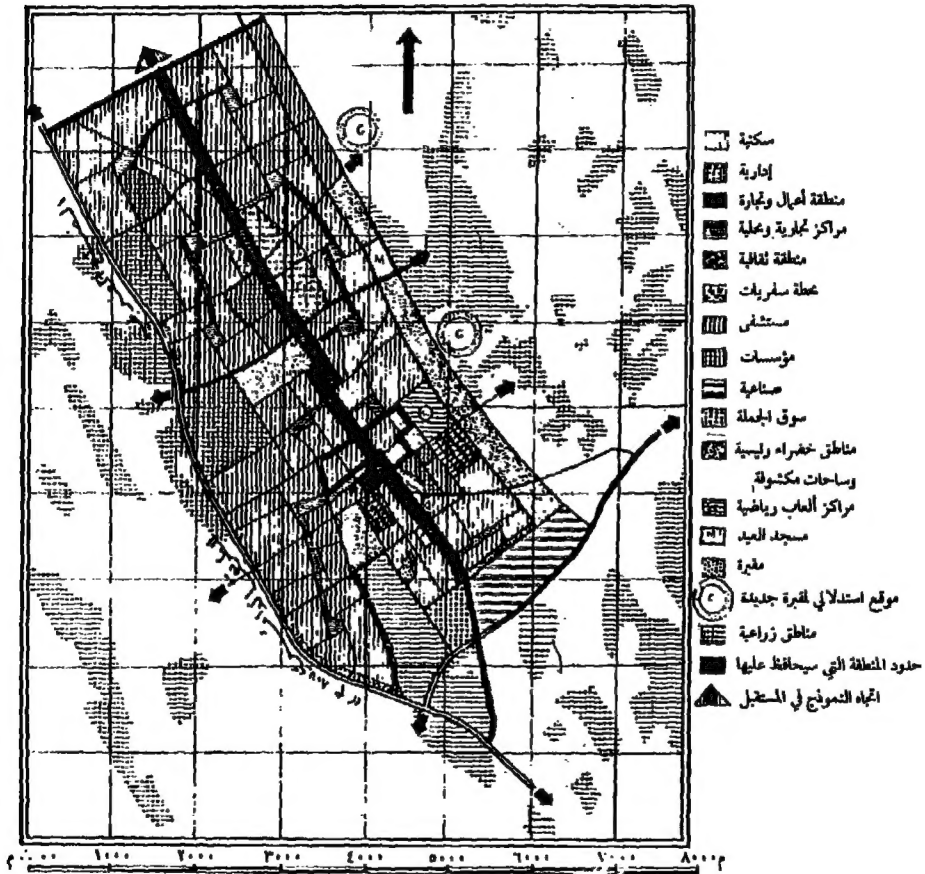 G
M
G
سكنية
إدارية
منطقة أعمال وتجارة
مراكز تجارية ومحلية
منطقة ثقافية
محطة سفريات
مستشفى
مؤسسات
صناعية
سوق الجملة
مناطق خضراء رئيسية
وساحات مكشوفة
مراكز ألعاب رياضية
مسجد العيد
مقبرة
موقع استدلالي لمقبرة جديدة
مناطق زراعية
حدود المنطقة التي سيحافظ عليها
اتجاه النموذج في المستقبل
١٠٠٠ ٢٠٠٠ ٣٠٠٠ ٤٠٠٠ ٥٠٠٠ ٦٠٠٠ ٧٠٠٠ ٨٠٠٠م